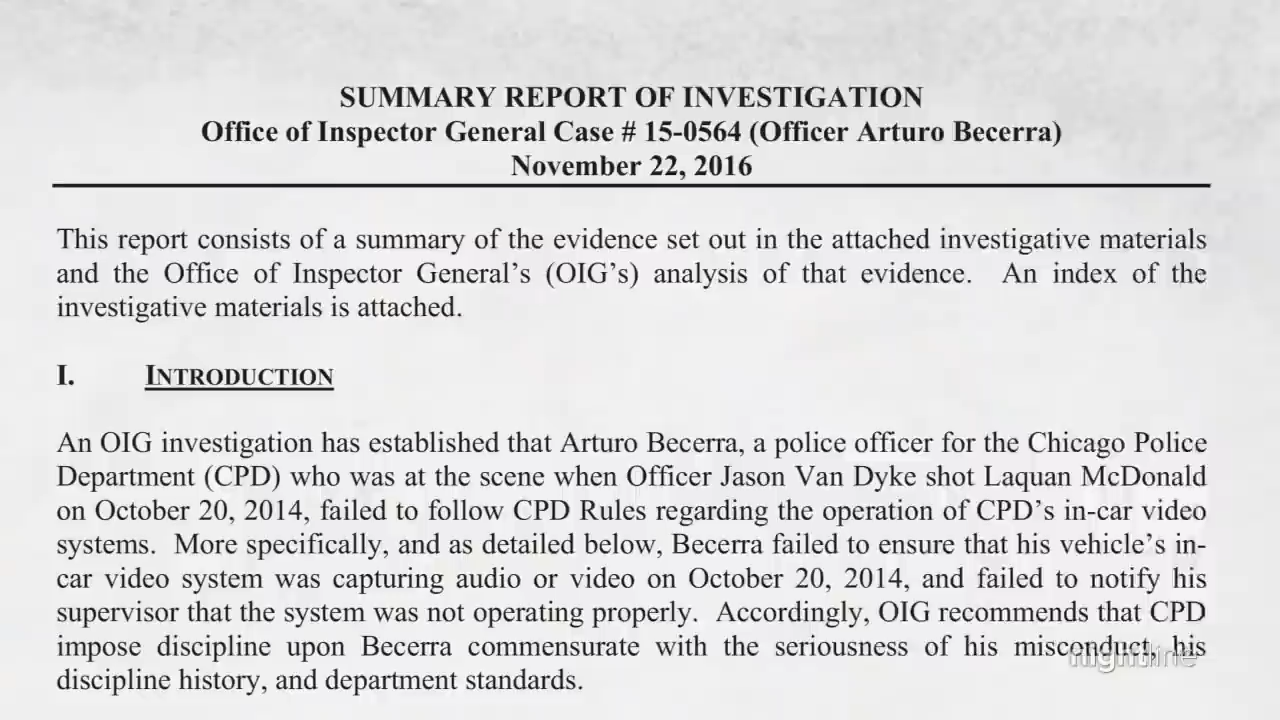 SUMMARY REPORT OF INVESTIGATION
Office of Inspector General Case # 15-0564 (Officer Arturo Becerra)
November 22, 2016
This report consists of a summary of the evidence set out in the attached investigative materials
and the Office of Inspector General’s (OIG’s) analysis of that evidence. An index of the
investigative materials is attached.
I. INTRODUCTION
An OIG investigation has established that Arturo Becerra, a police officer for the Chicago Police
Department (CPD) who was at the scene when Officer Jason Van Dyke shot Laquan McDonald
on October 20, 2014, failed to follow CPD Rules regarding the operation of CPD’s in-car video
systems. More specifically, and as detailed below, Becerra failed to ensure that his vehicle’s in-
car video system was capturing audio or video on October 20, 2014, and failed to notify his
supervisor that the system was not operating properly. Accordingly, OIG recommends that CPD
impose discipline upon Becerra commensurate with the seriousness of his misconduct, his
discipline history, and department standards.
nightline